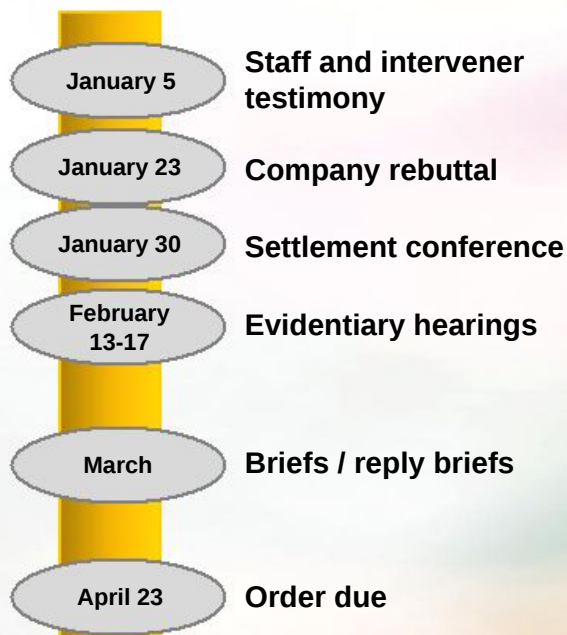 January 5
Staff and intervener
testimony
January 23
Company rebuttal
January 30
Settlement conference
February
13-17
Evidentiary hearings
March
Briefs / reply briefs
April 23
Order due